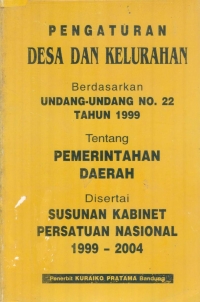 PENGATURAN
DESA DAN KELURAHAN
Berdasarkan
UNDANG-UNDANG NO. 22
TAHUN 1999
Tentang
PEMERINTAHAN
DAERAH
Disertai
SUSUNAN KABINET
PERSATUAN NASIONAL
1999 - 2004
Penerbit KURAIKO PRATAMA Bandung